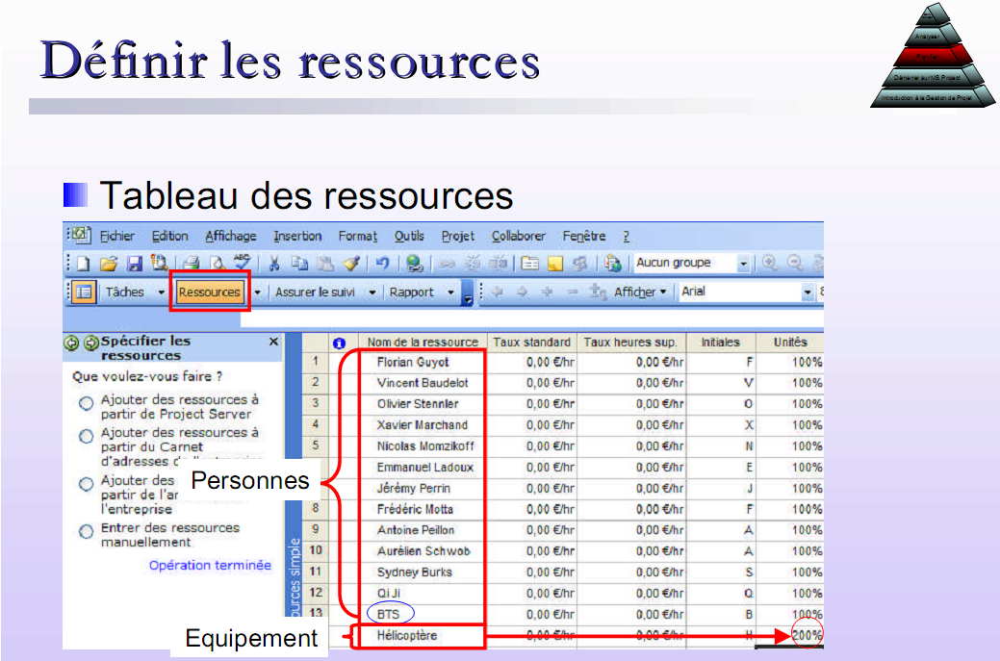 Définir les ressources
Analyser
Planifier
Démarrer sur MS Project
Introduction à la Gestion de Projet
Tableau des ressources
Fichier Edition Affichage Insertion Format Outils Projet Collaborer Fenêtre ?
Aucun groupe
Tâches Ressources Assurer le suivi Rapport Afficher Arial 8
Spécifier les
ressources
Que voulez-vous faire ?
Ajouter des ressources à
partir de Project Server
Ajouter des ressources à
partir du Carnet
d'adresses
Ajouter des
partir de
l'entreprise
Entrer des ressources
manuellement
Opération terminée
Personnes
Equipement
ources simple
Nom de la ressource Taux standard Taux heures sup. Initiales Unités
1 Florian Guyot 0,00 €/hr 0,00 €/hr F 100%
2 Vincent Baudelot 0,00 €/hr 0,00 €/hr V 100%
3 Olivier Stennler 0,00 €/hr 0,00 €/hr O 100%
4 Xavier Marchand 0,00 €/hr 0,00 €/hr X 100%
5 Nicolas Momzikoff 0,00 €/hr 0,00 €/hr N 100%
Emmanuel Ladoux 0,00 €/hr 0,00 €/hr E 100%
Jérémy Perrin 0,00 €/hr 0,00 €/hr J 100%
8 Frédéric Motta 0,00 €/hr 0,00 €/hr F 100%
9 Antoine Peillon 0,00 €/hr 0,00 €/hr A 100%
10 Aurélien Schwob 0,00 €/hr 0,00 €/hr A 100%
11 Sydney Burks 0,00 €/hr 0,00 €/hr S 100%
12 Qi Ji 0,00 €/hr 0,00 €/hr Q 100%
13 BTS 0,00 €/hr 0,00 €/hr B 100%
Hélicoptère 0,00 €/hr 0,00 €/hr H 200%